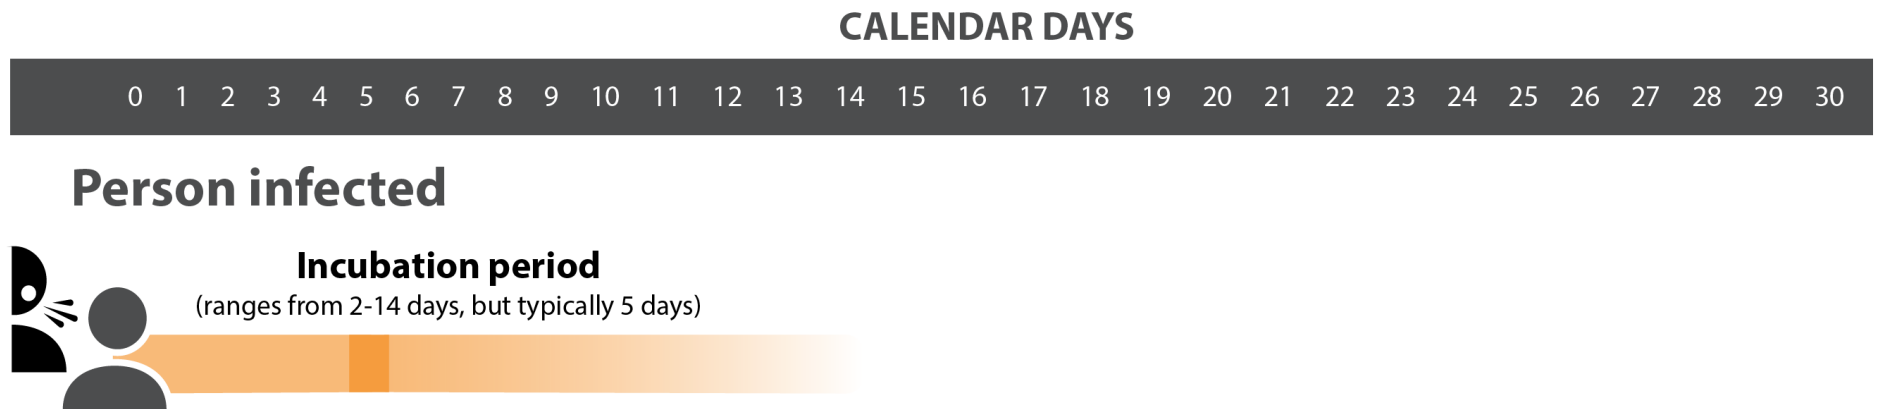 CALENDAR DAYS
0 1 2 3 4 5 6 7 8 9 10 11 12 13 14 15 16 17 18 19 20 21 22 23 24 25 26 27 28 29 30
Person infected
Incubation period
(ranges from 2-14 days, but typically 5 days)